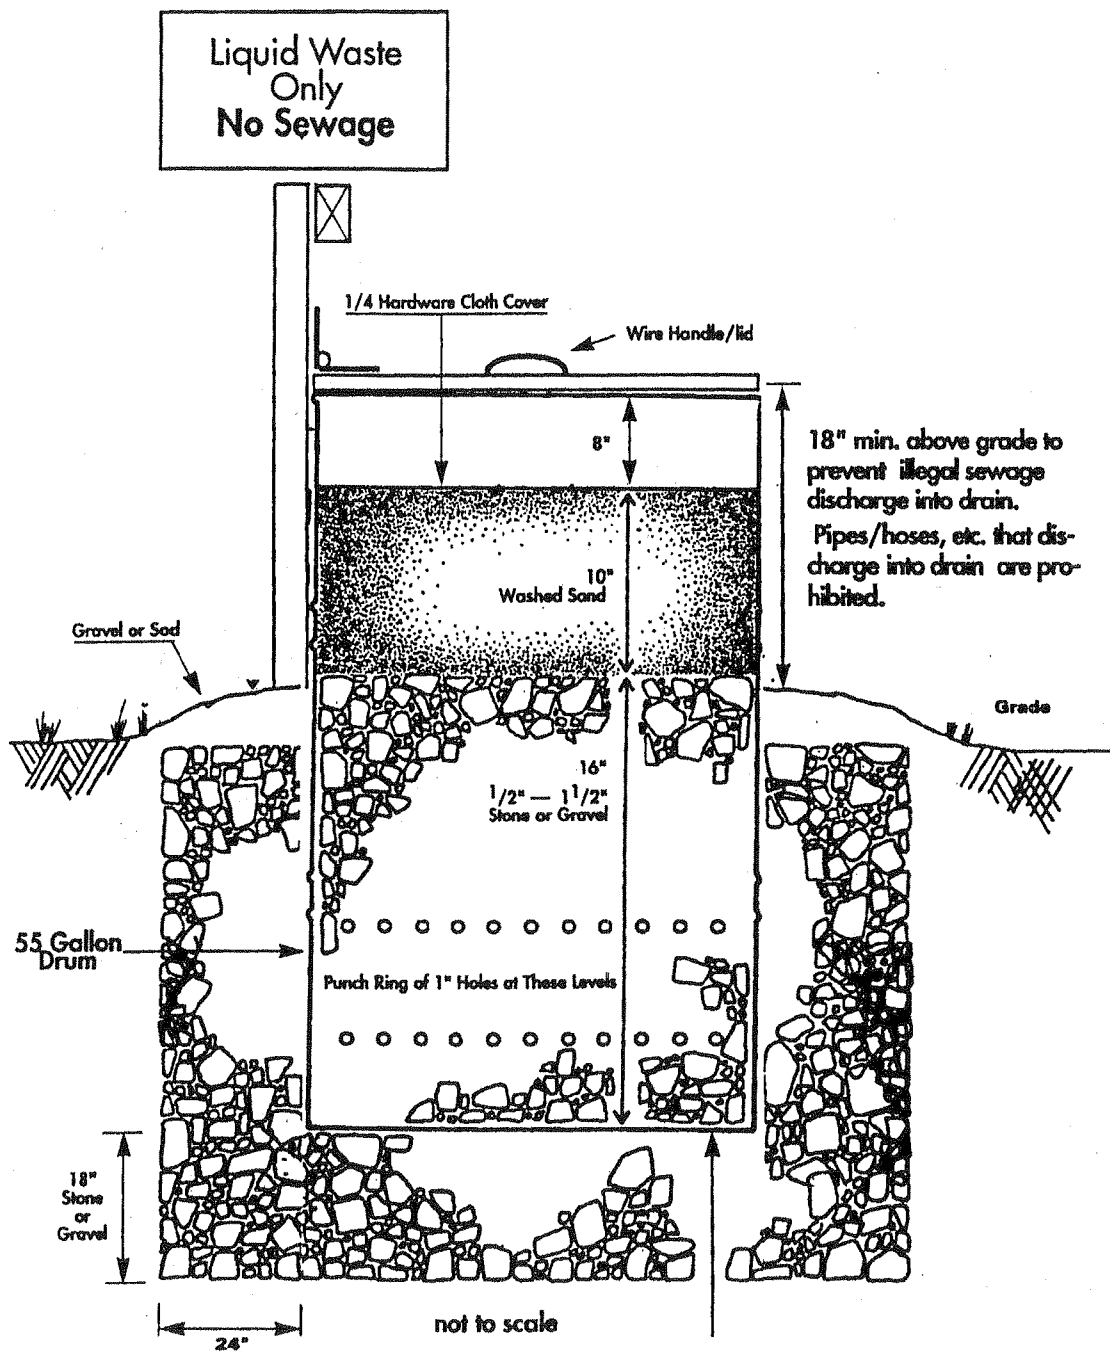 Liquid Waste
Only
No Sewage
1/4 Hardware Cloth Cover
Wire Handle/lid
8"
18" min. above grade to
prevent illegal sewage
discharge into drain.
Pipes/hoses, etc. that dis-
charge into drain are pro-
hibited.
10"
Washed Sand
Gravel or Sod
Grade
16"
1/2" — 1 1/2"
Stone or Gravel
55 Gallon
Drum
Punch Ring of 1" Holes at These Levels
18"
Stone
or
Gravel
24"
not to scale